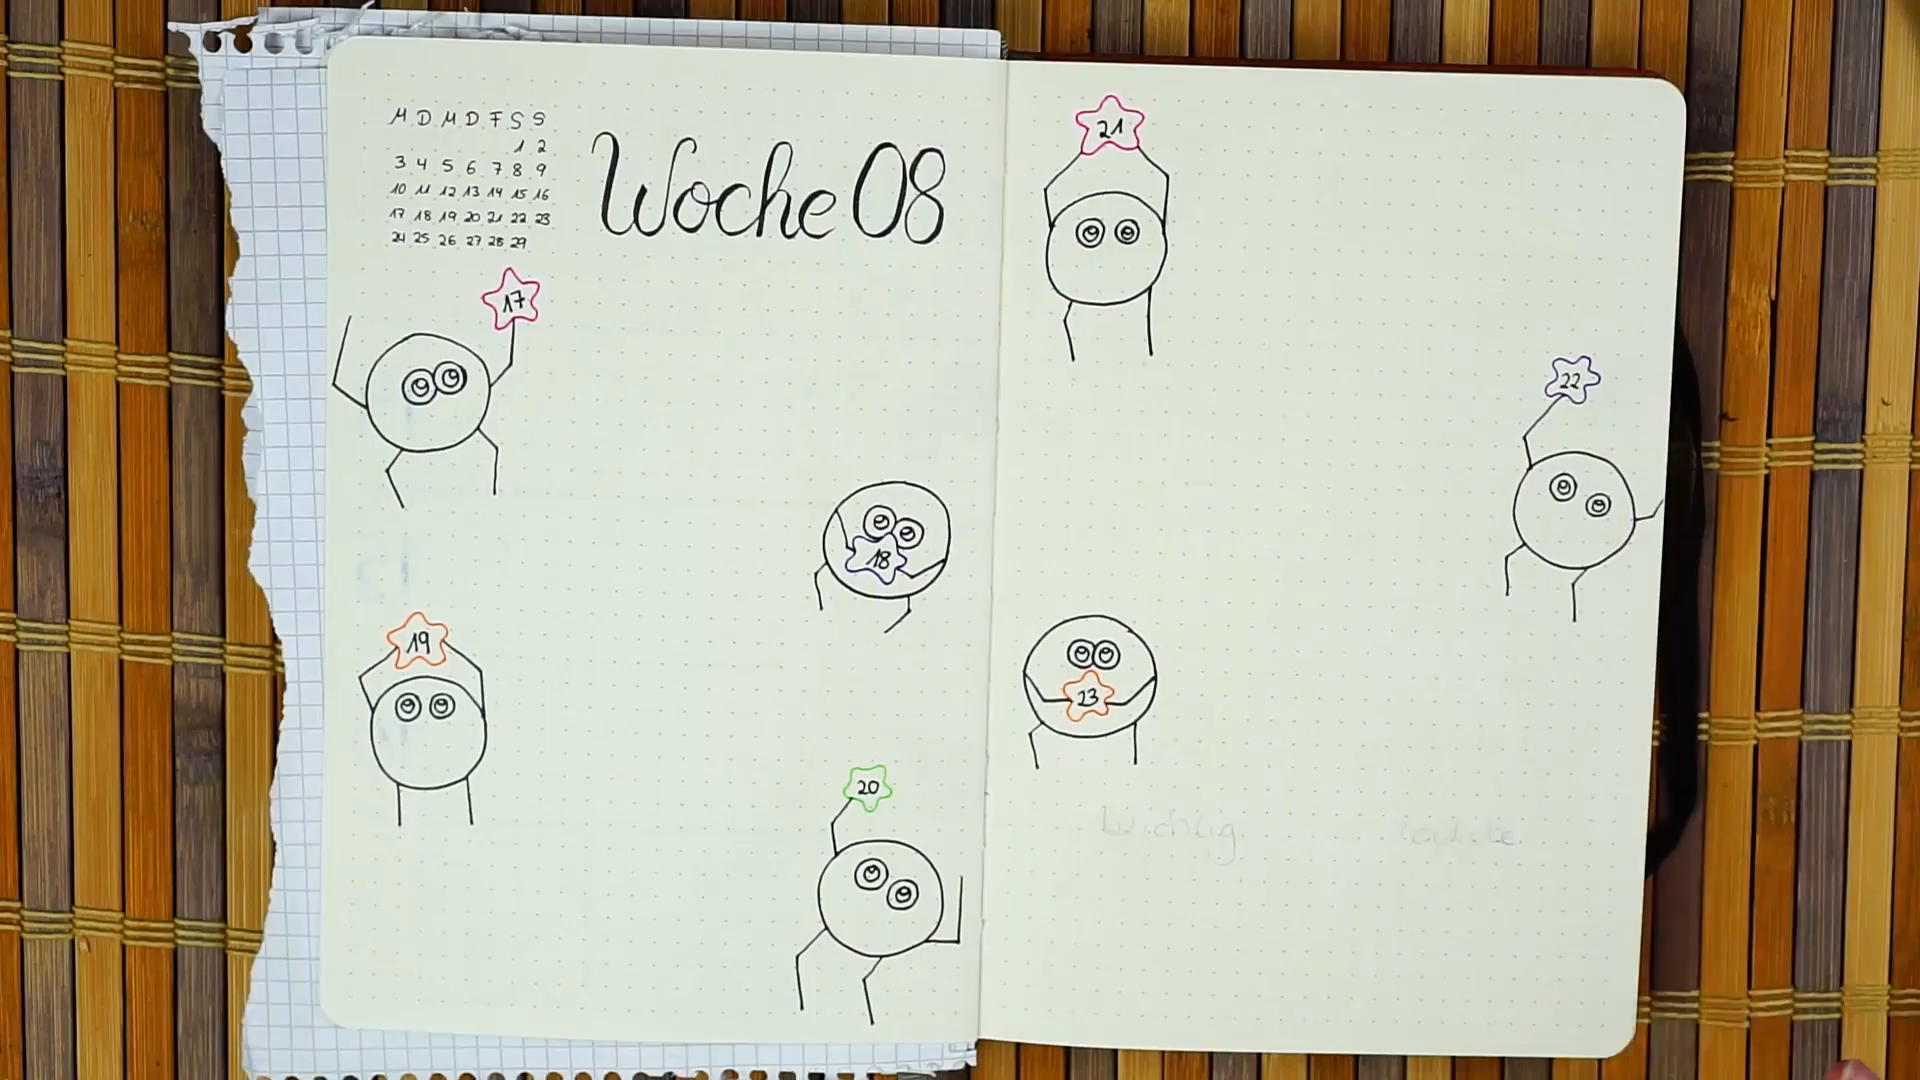 M D M D F S S
1 2
3 4 5 6 7 8 9
10 11 12 13 14 15 16
17 18 19 20 21 22 23
24 25 26 27 28 29
Woche 08
17
18
19
20
21
22
23
Wichtig